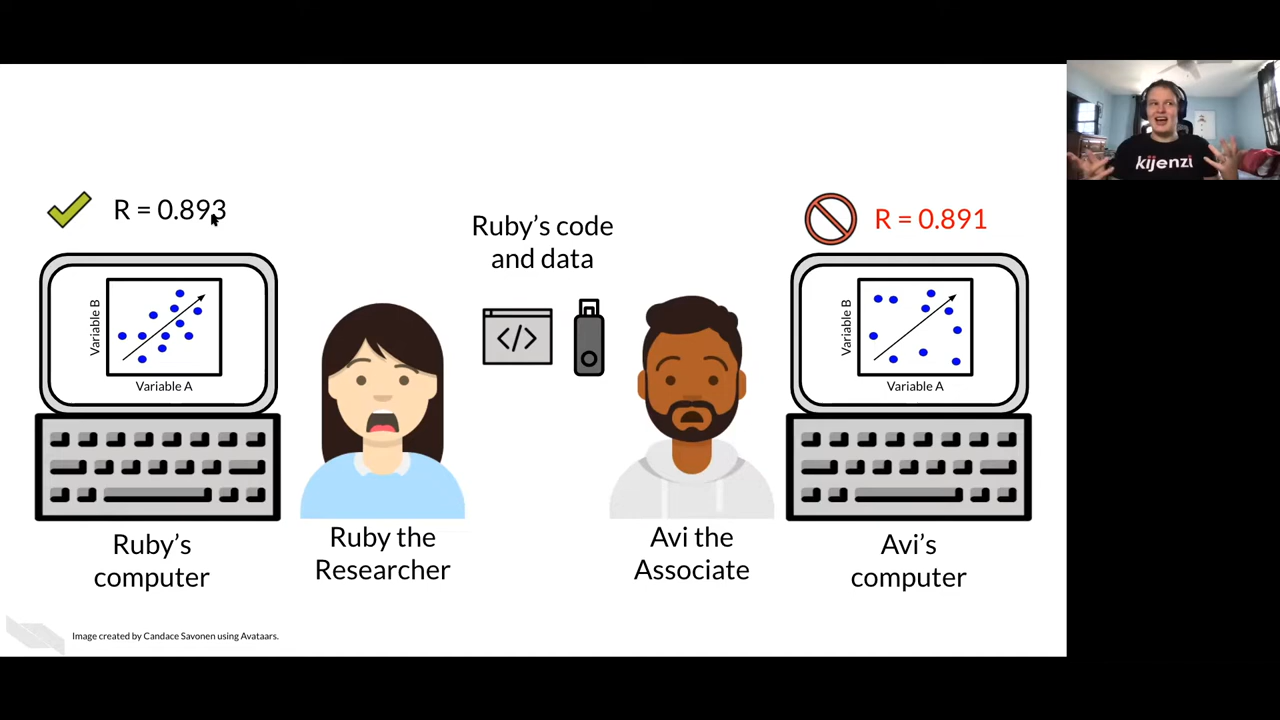 R = 0.893
Ruby's code
and data
R = 0.891
Variable B
Variable A
Variable B
Variable A
</>
Ruby's
computer
Ruby the
Researcher
Avi the
Associate
Avi's
computer
Image created by Candace Savonen using Avataars.
kijenzi